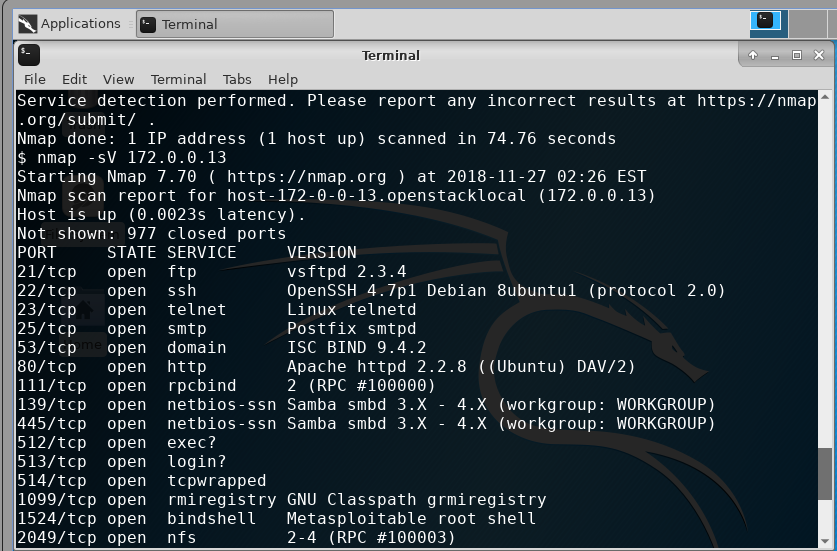 Applications
Terminal
Terminal
File Edit View Terminal Tabs Help
Service detection performed. Please report any incorrect results at https://nmap
.org/submit/ .
Nmap done: 1 IP address (1 host up) scanned in 74.76 seconds
$ nmap -sV 172.0.0.13
Starting Nmap 7.70 ( https://nmap.org ) at 2018-11-27 02:26 EST
Nmap scan report for host-172-0-0-13.openstacklocal (172.0.0.13)
Host is up (0.0023s latency).
Not shown: 977 closed ports
PORT     STATE SERVICE     VERSION
21/tcp   open  ftp         vsftpd 2.3.4
22/tcp   open  ssh         OpenSSH 4.7p1 Debian 8ubuntu1 (protocol 2.0)
23/tcp   open  telnet      Linux telnetd
25/tcp   open  smtp        Postfix smtpd
53/tcp   open  domain      ISC BIND 9.4.2
80/tcp   open  http        Apache httpd 2.2.8 ((Ubuntu) DAV/2)
111/tcp  open  rpcbind     2 (RPC #100000)
139/tcp  open  netbios-ssn Samba smbd 3.X - 4.X (workgroup: WORKGROUP)
445/tcp  open  netbios-ssn Samba smbd 3.X - 4.X (workgroup: WORKGROUP)
512/tcp  open  exec?
513/tcp  open  login?
514/tcp  open  tcpwrapped
1099/tcp open  rmiregistry GNU Classpath grmiregistry
1524/tcp open  bindshell   Metasploitable root shell
2049/tcp open  nfs         2-4 (RPC #100003)